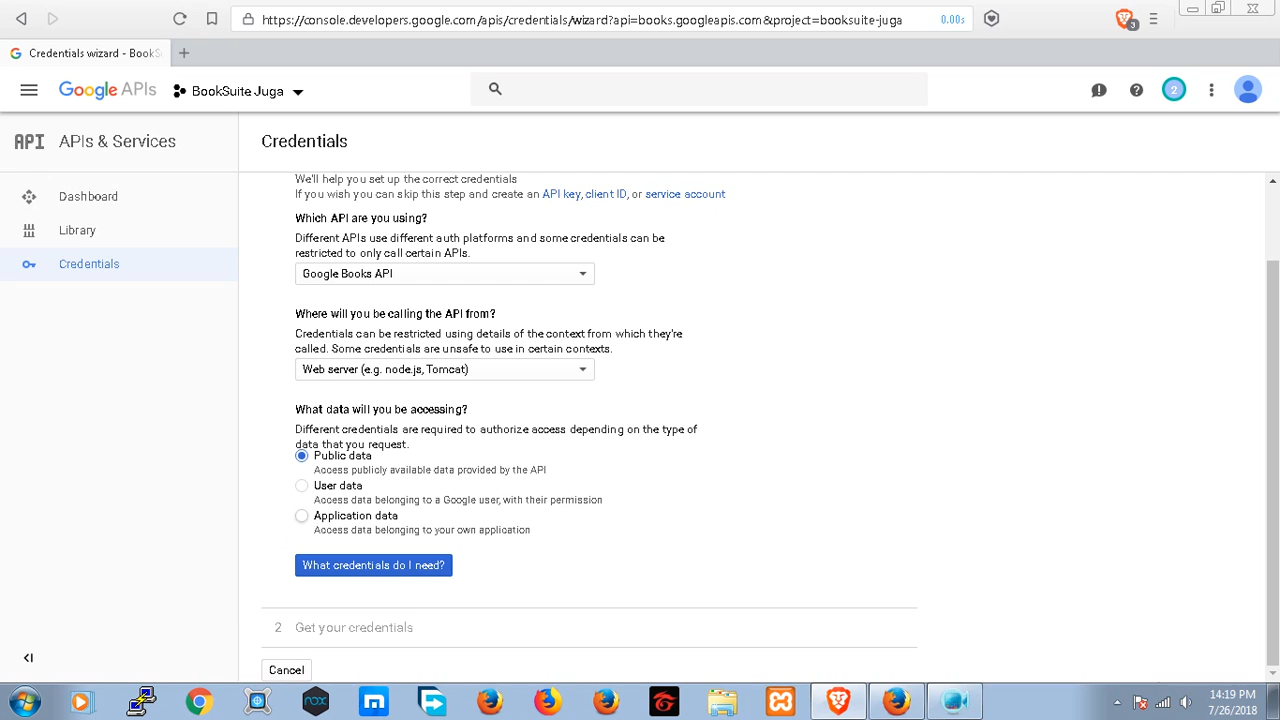 https://console.developers.google.com/apis/credentials/wizard?api=books.googleapis.com&project=booksuite-juga
0.00s
3
Credentials wizard - BookS
Google APIs
BookSuite Juga
2
API APIs & Services
Credentials
Dashboard
Library
Credentials
We'll help you set up the correct credentials
If you wish you can skip this step and create an API key, client ID, or service account
Which API are you using?
Different APIs use different auth platforms and some credentials can be
restricted to only call certain APIs.
Google Books API
Where will you be calling the API from?
Credentials can be restricted using details of the context from which they're
called. Some credentials are unsafe to use in certain contexts.
Web server (e.g. node.js, Tomcat)
What data will you be accessing?
Different credentials are required to authorize access depending on the type of
data that you request.
Public data
Access publicly available data provided by the API
User data
Access data belonging to a Google user, with their permission
Application data
Access data belonging to your own application
What credentials do I need?
2 Get your credentials
Cancel
nox
14:19 PM
7/26/2018